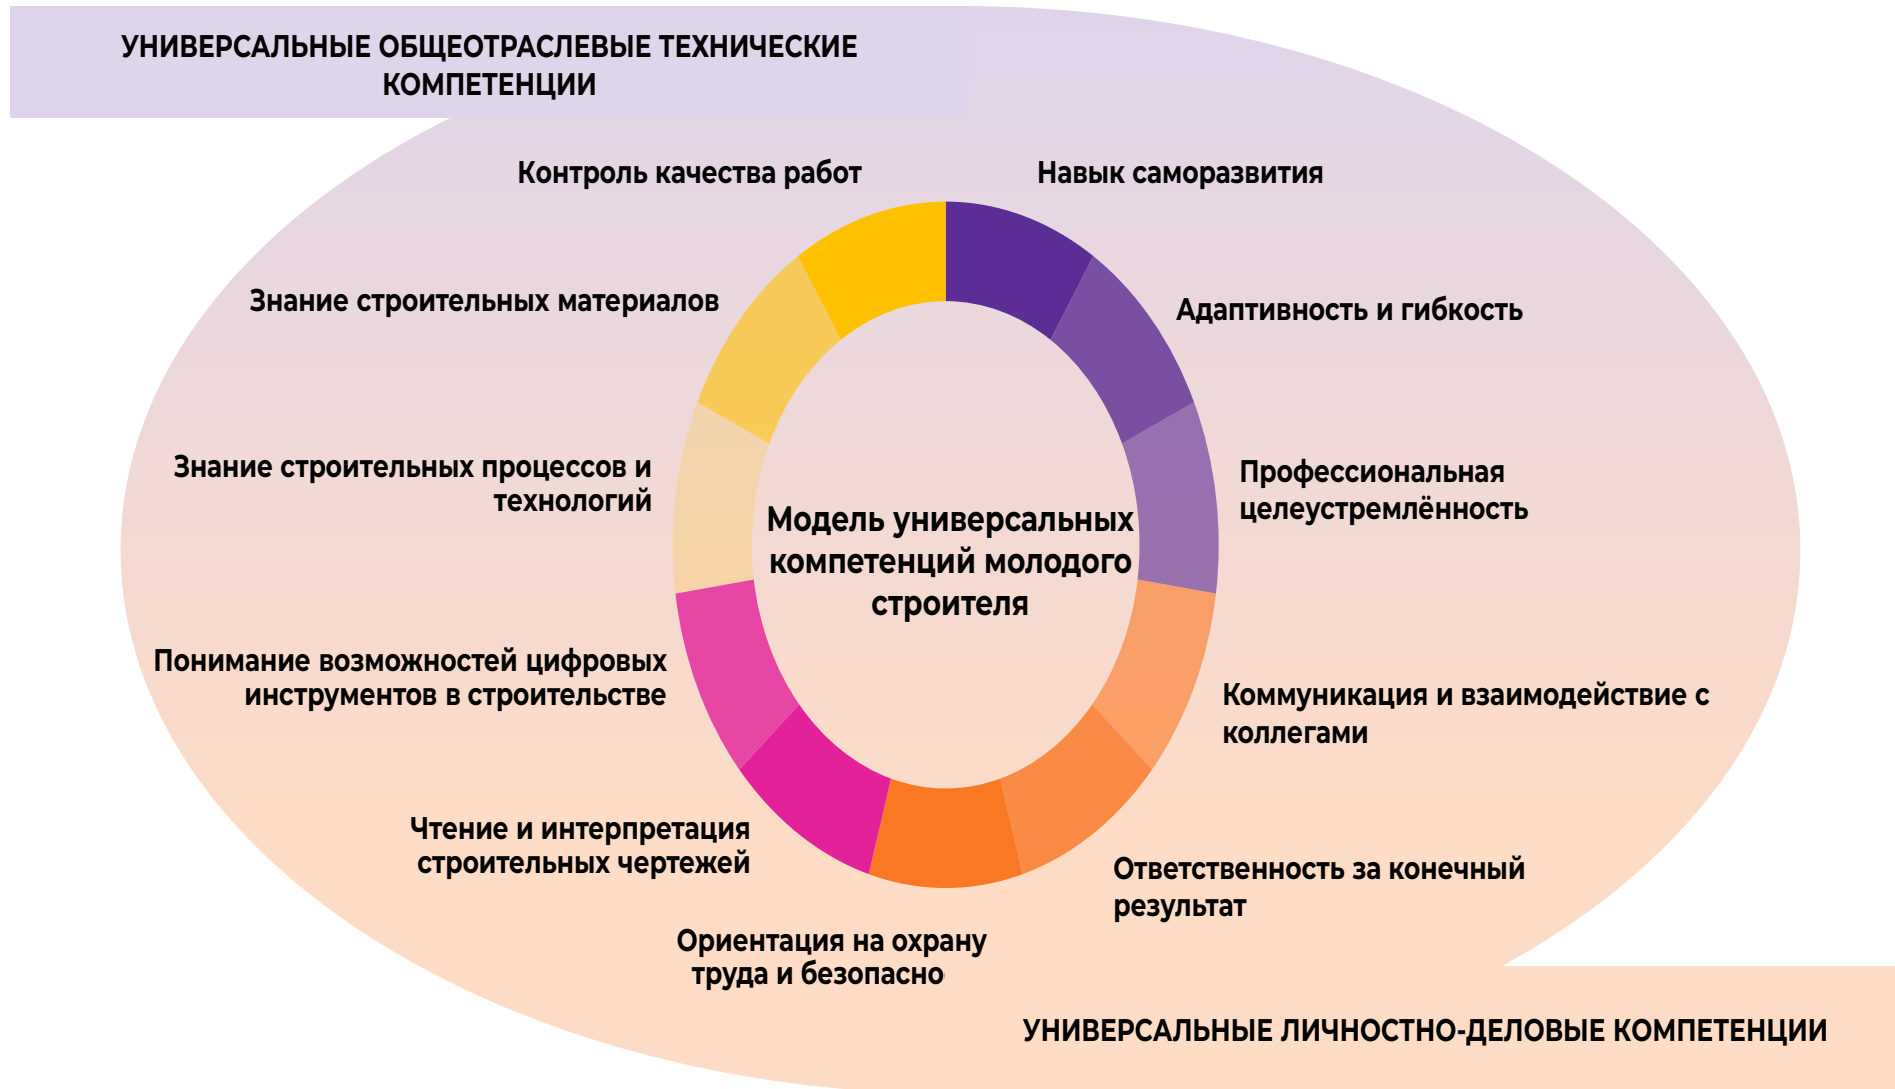 УНИВЕРСАЛЬНЫЕ ОБЩЕОТРАСЛЕВЫЕ ТЕХНИЧЕСКИЕ
КОМПЕТЕНЦИИ
Контроль качества работ
Навык саморазвития
Знание строительных материалов
Адаптивность и гибкость
Знание строительных процессов и
технологий
Профессиональная
целеустремлённость
Модель универсальных
компетенций молодого
строителя
Понимание возможностей цифровых
инструментов в строительстве
Коммуникация и взаимодействие с
коллегами
Чтение и интерпретация
строительных чертежей
Ответственность за конечный
результат
Ориентация на охрану
труда и безопасно
УНИВЕРСАЛЬНЫЕ ЛИЧНОСТНО-ДЕЛОВЫЕ КОМПЕТЕНЦИИ